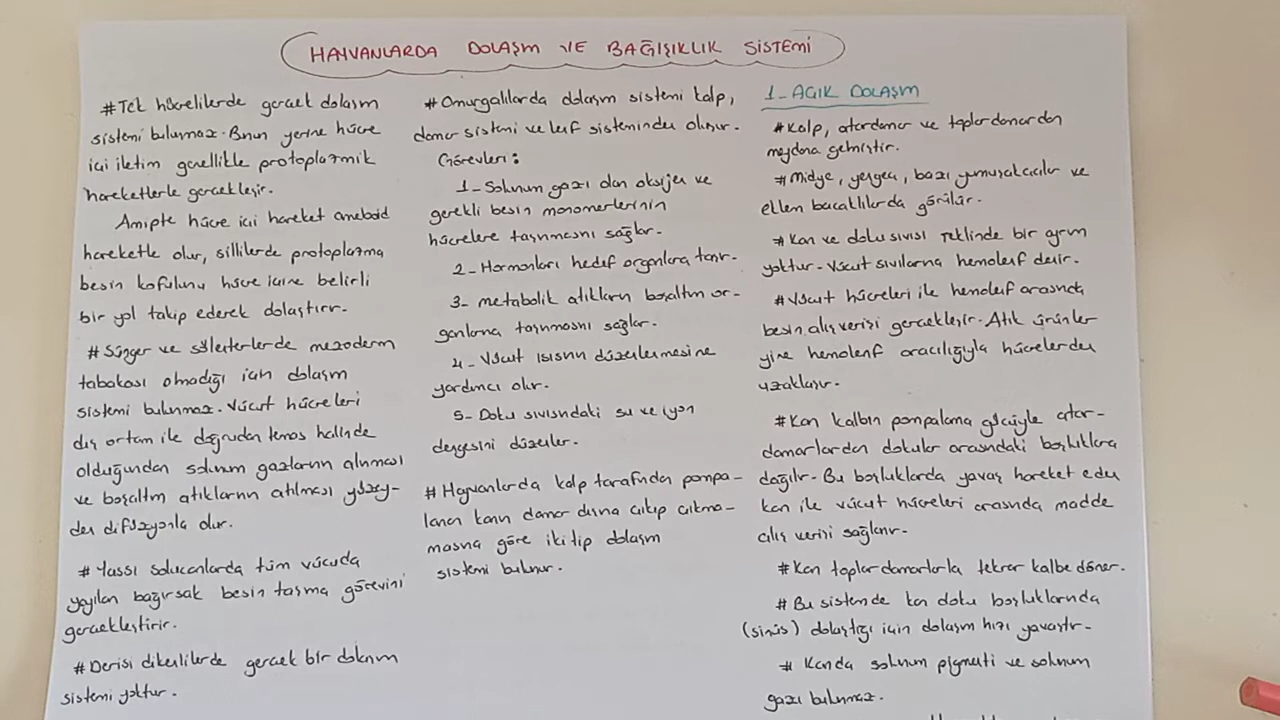 HAYVANLARDA DOLAŞIM VE BAĞIŞIKLIK SİSTEMİ
#Tek hücrelilerde gerçek dolaşım
sistemi bulunmaz. Bunun yerine hücre
içi iletim genellikle protoplazmik
hareketlerle gerçekleşir.
Amipte hücre içi hareket ameboid
hareketle olur, sillilerde protoplazma
besin kofulunu hücre içine belirli
bir yol takip ederek dolaştırır.
#Sünger ve sölenterlerde mezoderm
tabakası olmadığı için dolaşım
sistemi bulunmaz. Vücut hücreleri
dış ortam ile doğrudan temas halinde
olduğundan solunum gazlarının alınması
ve boşaltım atıklarının atılması yüzey-
den difüzyonla olur.
#Yassı solucanlarda tüm vücuda
yayılan bağırsak besin taşıma görevini
gerçekleştirir.
#Derisi dikenlilerde gerçek bir dolanım
sistemi yoktur.
#Omurgalılarda dolaşım sistemi kalp,
damar sistemi ve lenf sisteminden oluşur.
Görevleri:
1- Solunum gazı olan oksijen ve
gerekli besin monomerlerinin
hücrelere taşınmasını sağlar.
2- Hormonları hedef organlara taşır.
3- metabolik atıkların boşaltım or-
ganlarına taşınmasını sağlar.
4- Vücut ısısının düzenlenmesine
yardımcı olur.
5- Doku sıvısındaki su ve iyon
dengesini düzenler.
#Hayvanlarda kalp tarafından pompa-
lanan kanın damar dışına çıkıp çıkma-
masına göre iki tip dolaşım
sistemi bulunur.
1-AÇIK DOLAŞIM
#Kalp, atardamar ve toplardamardan
meydana gelmiştir.
#Midye, yengeç, bazı yumuşakçalar ve
eklem bacaklılarda görülür.
#Kan ve doku sıvısı şeklinde bir ayrım
yoktur. Vücut sıvılarına hemolenf denir.
#Vücut hücreleri ile hemolenf arasında
besin alış verişi gerçekleşir. Atık ürünler
yine hemolenf aracılığıyla hücrelerden
uzaklaşır.
#Kan kalbin pompalama gücüyle atar-
damarlardan dokular arasındaki boşluklara
dağılır. Bu boşluklarda yavaş hareket eden
kan ile vücut hücreleri arasında madde
alış verişi sağlanır.
#Kan toplardamarlarla tekrar kalbe döner.
#Bu sistemde kan doku boşluklarında
(sinüs) dolaştığı için dolaşım hızı yavaştır.
#Kanda solunum pigmenti ve solunum
gazı bulunmaz.